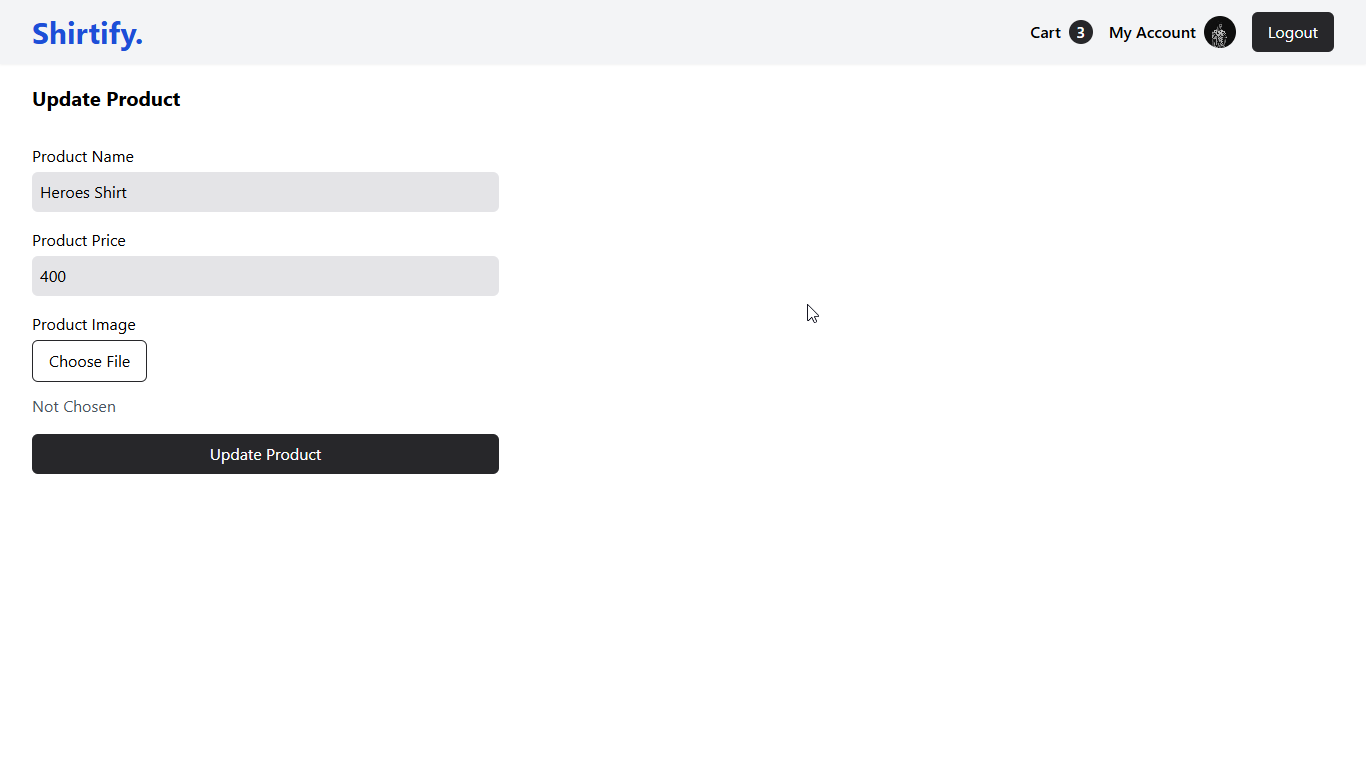 Shirtify.
Cart 3 My Account Logout
Update Product
Product Name
Heroes Shirt
Product Price
400
Product Image
Choose File
Not Chosen
Update Product